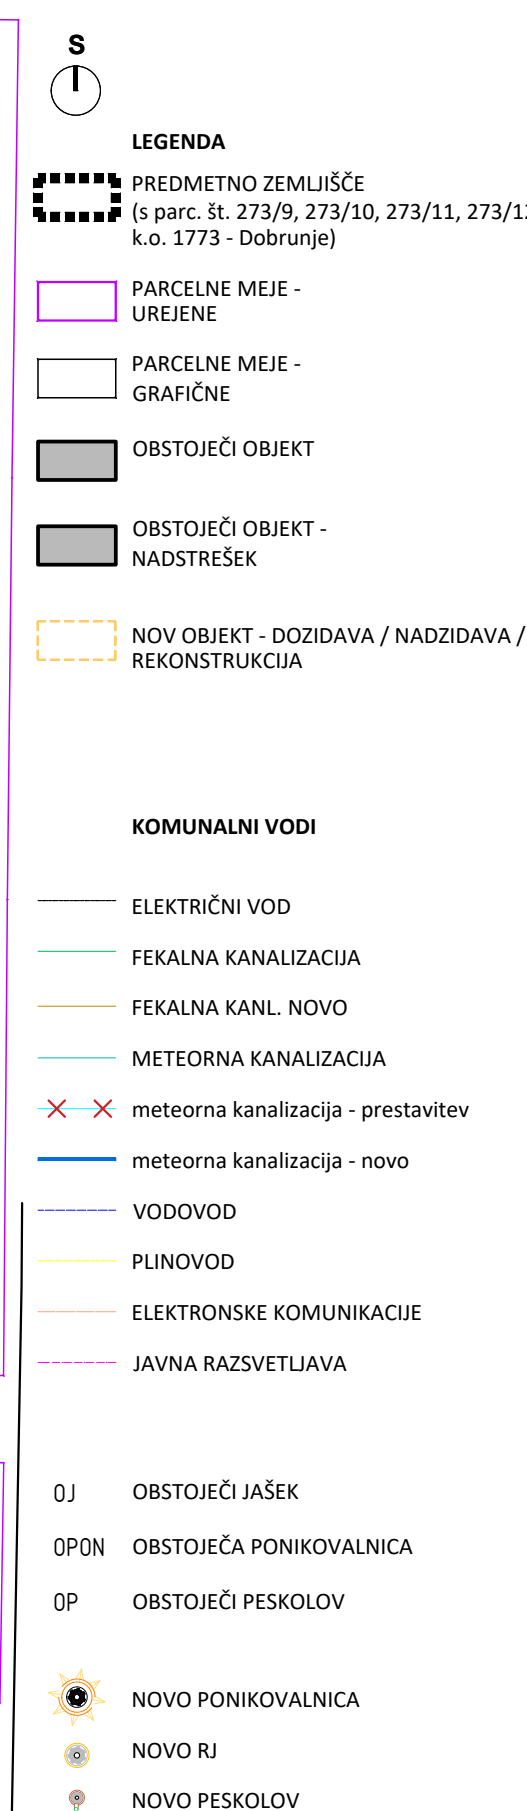 S
LEGENDA
PREDMETNO ZEMLJIŠČE
(s parc. št. 273/9, 273/10, 273/11, 273/12
k.o. 1773 - Dobrunje)
PARCELNE MEJE -
UREJENE
PARCELNE MEJE -
GRAFIČNE
OBSTOJEČI OBJEKT
OBSTOJEČI OBJEKT -
NADSTREŠEK
NOV OBJEKT - DOZIDAVA / NADZIDAVA /
REKONSTRUKCIJA
KOMUNALNI VODI
ELEKTRIČNI VOD
FEKALNA KANALIZACIJA
FEKALNA KANL. NOVO
METEORNA KANALIZACIJA
meteorna kanalizacija - prestavitev
meteorna kanalizacija - novo
VODOVOD
PLINOVOD
ELEKTRONSKE KOMUNIKACIJE
JAVNA RAZSVETLJAVA
OJ OBSTOJEČI JAŠEK
OPON OBSTOJEČA PONIKOVALNICA
OP OBSTOJEČI PESKOLOV
NOVO PONIKOVALNICA
NOVO RJ
NOVO PESKOLOV